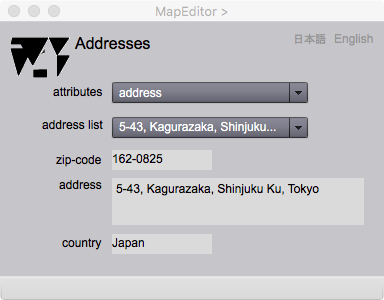 MapEditor >
Addresses
日本語 English
attributes address
address list 5-43, Kagurazaka, Shinjuku...
zip-code 162-0825
address 5-43, Kagurazaka, Shinjuku Ku, Tokyo
country Japan